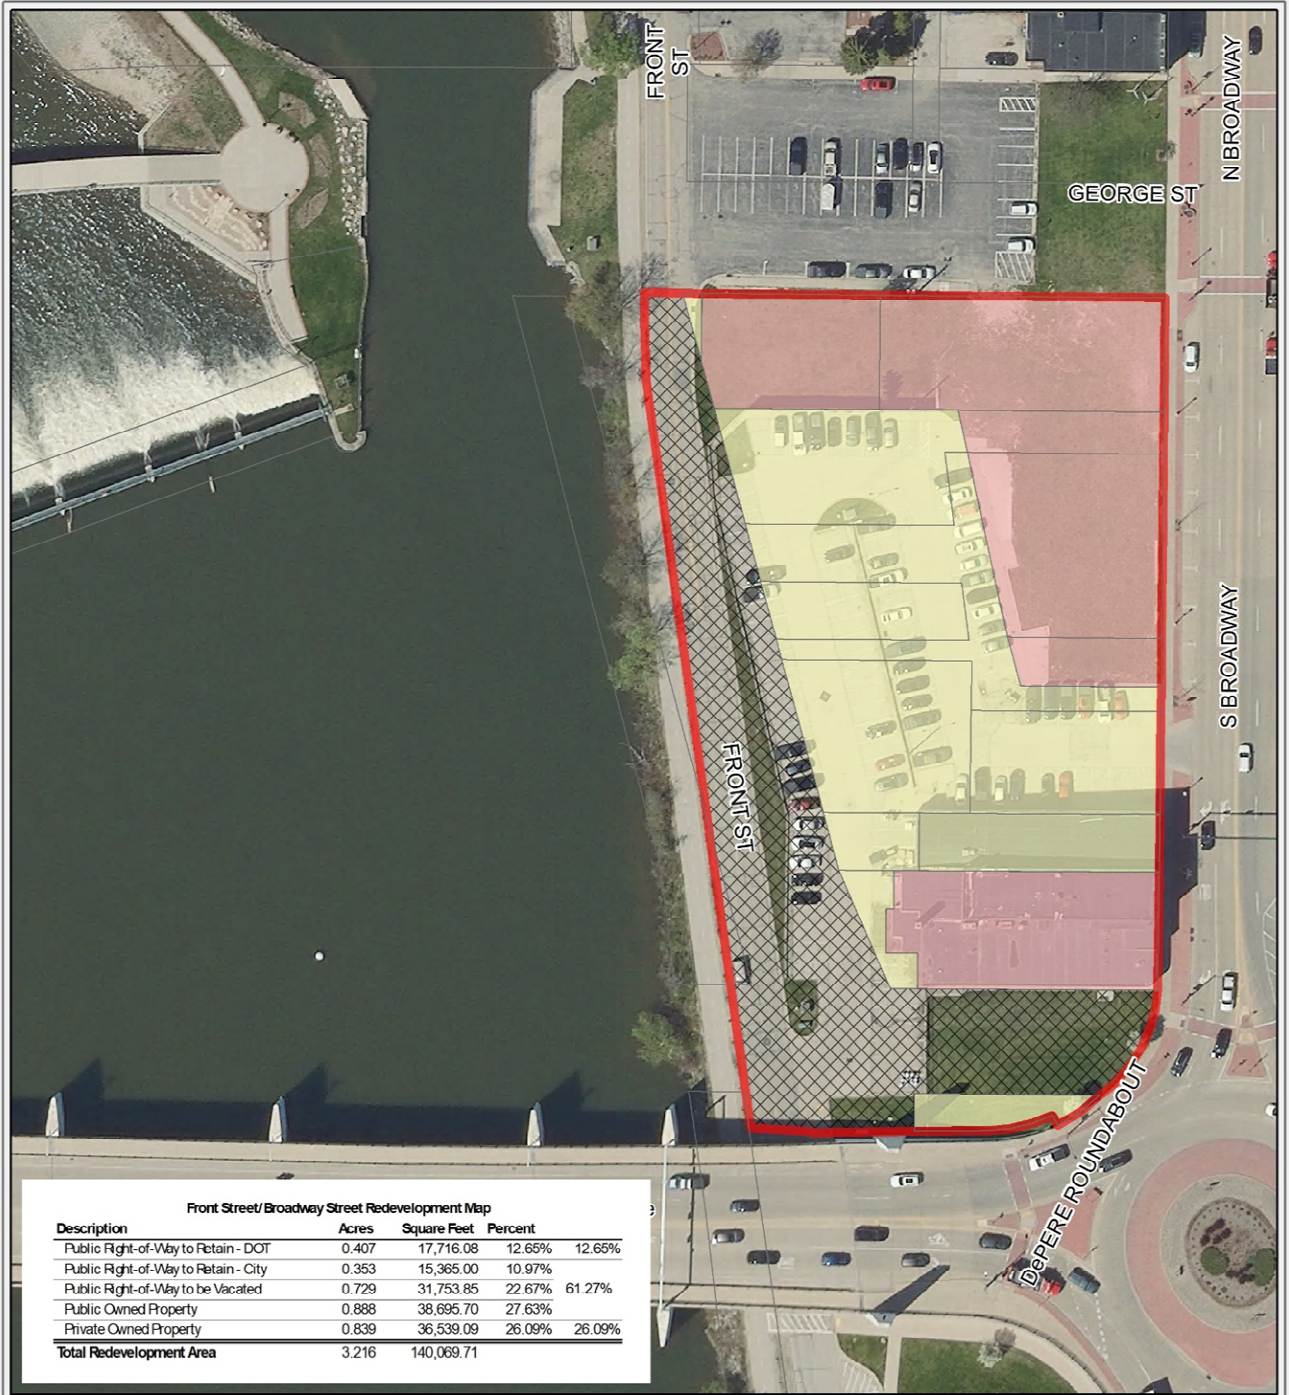 FRONT
ST
N BROADWAY
GEORGE ST
S BROADWAY
FRONT ST
DePERE ROUNDABOUT
Front Street/Broadway Street Redevelopment Map
Description Acres Square Feet Percent
Public Right-of-Way to Retain - DOT 0.407 17,716.08 12.65% 12.65%
Public Right-of-Way to Retain - City 0.353 15,365.00 10.97%
Public Right-of-Way to be Vacated 0.729 31,753.85 22.67% 61.27%
Public Owned Property 0.888 38,695.70 27.63%
Private Owned Property 0.839 36,539.09 26.09% 26.09%
Total Redevelopment Area 3.216 140,069.71